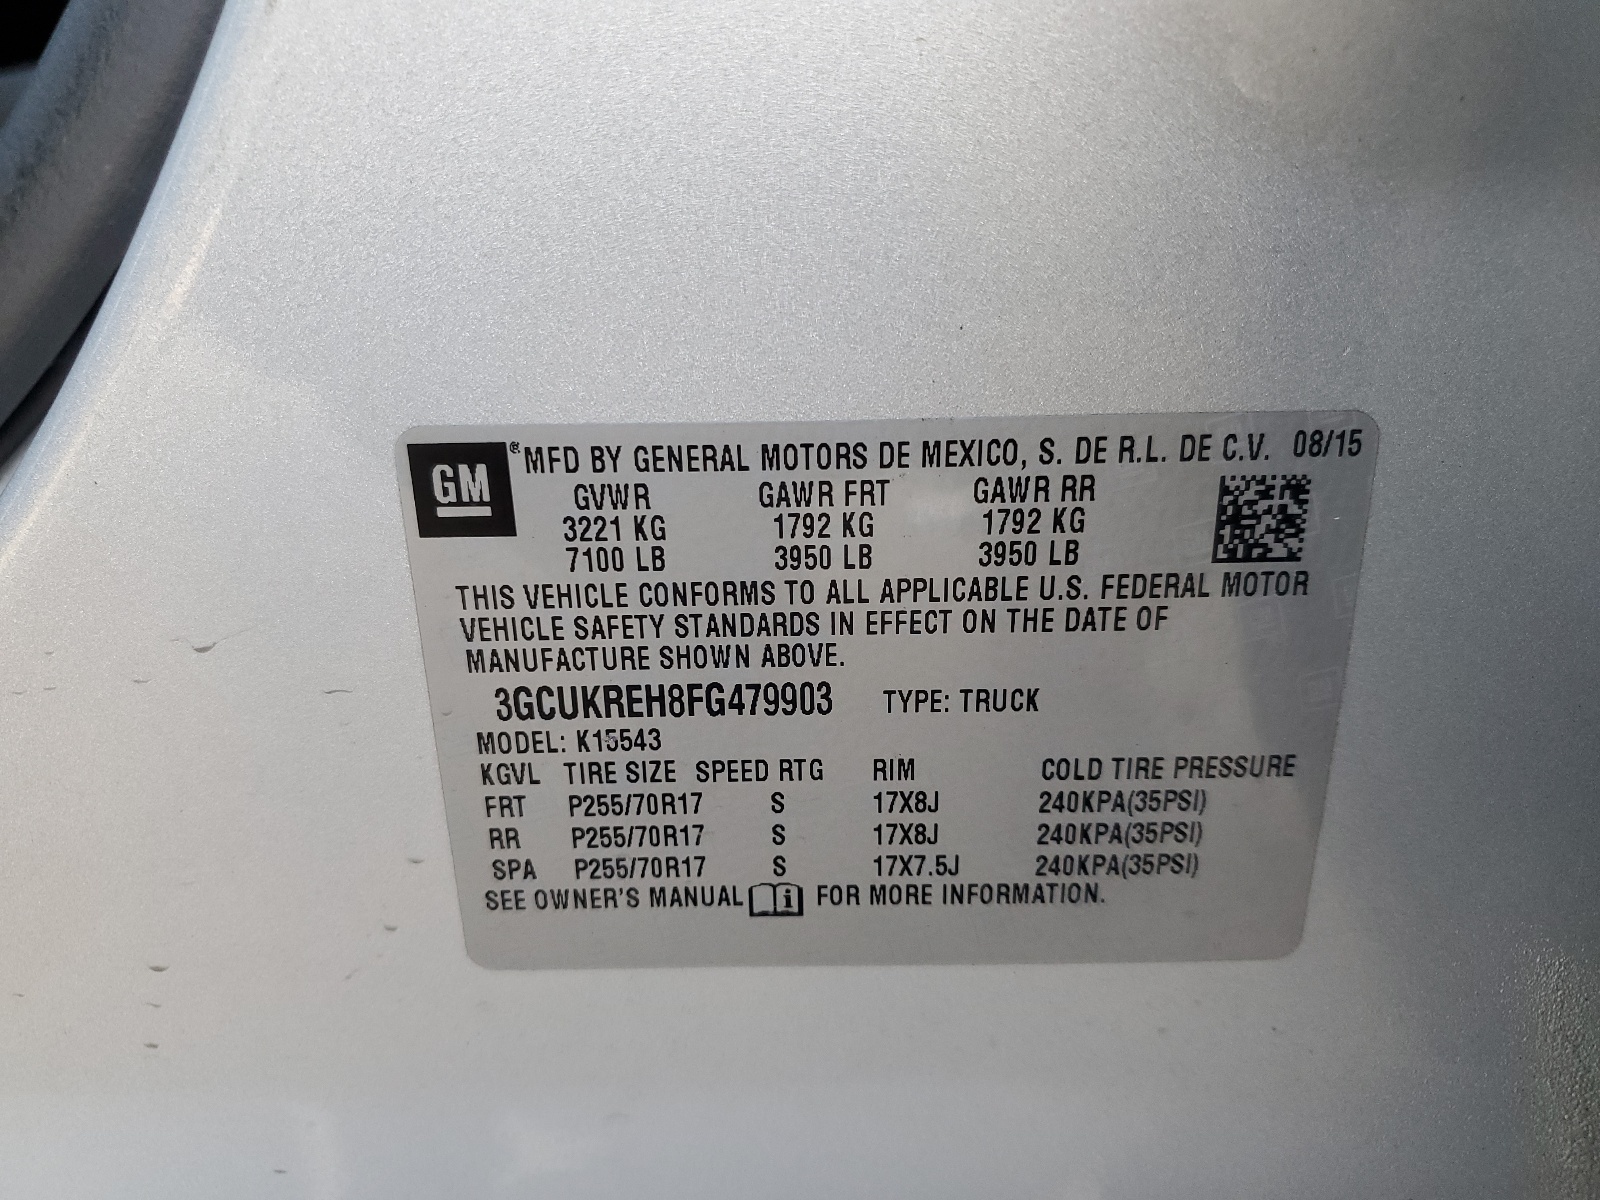 GM ® MFD BY GENERAL MOTORS DE MEXICO, S. DE R.L. DE C.V. 08/15
GVWR GAWR FRT GAWR RR
3221 KG 1792 KG 1792 KG
7100 LB 3950 LB 3950 LB
THIS VEHICLE CONFORMS TO ALL APPLICABLE U.S. FEDERAL MOTOR
VEHICLE SAFETY STANDARDS IN EFFECT ON THE DATE OF
MANUFACTURE SHOWN ABOVE.
3GCUKREH8FG479903 TYPE: TRUCK
MODEL: K15543
KGVL TIRE SIZE SPEED RTG RIM COLD TIRE PRESSURE
FRT P255/70R17 S 17X8J 240KPA(35PSI)
RR P255/70R17 S 17X8J 240KPA(35PSI)
SPA P255/70R17 S 17X7.5J 240KPA(35PSI)
SEE OWNER'S MANUAL i FOR MORE INFORMATION.